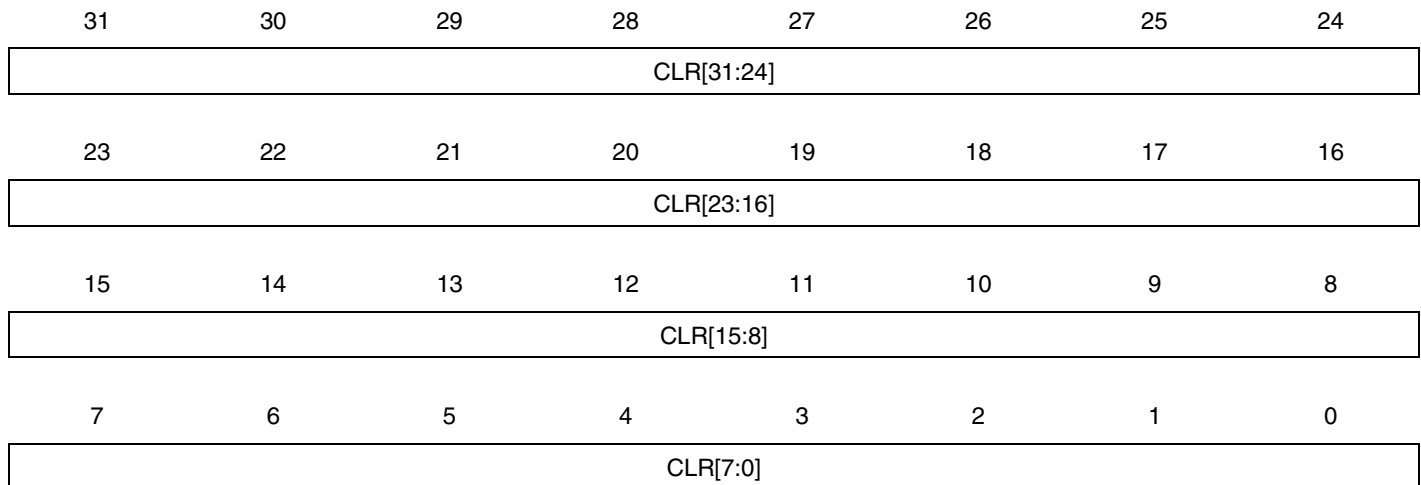 31 30 29 28 27 26 25 24
CLR[31:24]
23 22 21 20 19 18 17 16
CLR[23:16]
15 14 13 12 11 10 9 8
CLR[15:8]
7 6 5 4 3 2 1 0
CLR[7:0]